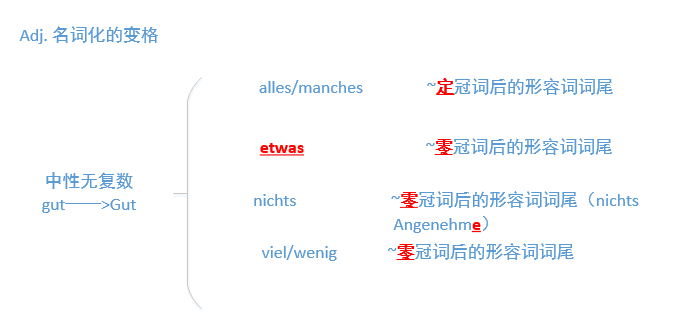 Adj. 名词化的变格
alles/manches ~定冠词后的形容词词尾
etwas ~零冠词后的形容词词尾
中性无复数
gut——>Gut
nichts ~零冠词后的形容词词尾（nichts
Angenehme）
viel/wenig ~零冠词后的形容词词尾